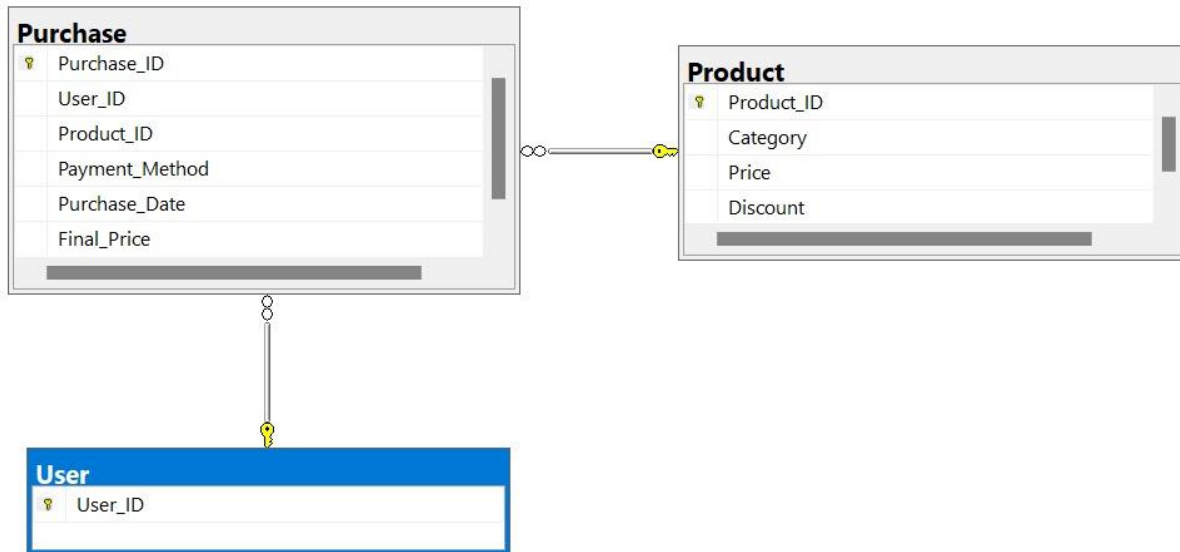 Purchase
Purchase_ID
User_ID
Product_ID
Payment_Method
Purchase_Date
Final_Price
Product
Product_ID
Category
Price
Discount
User
User_ID